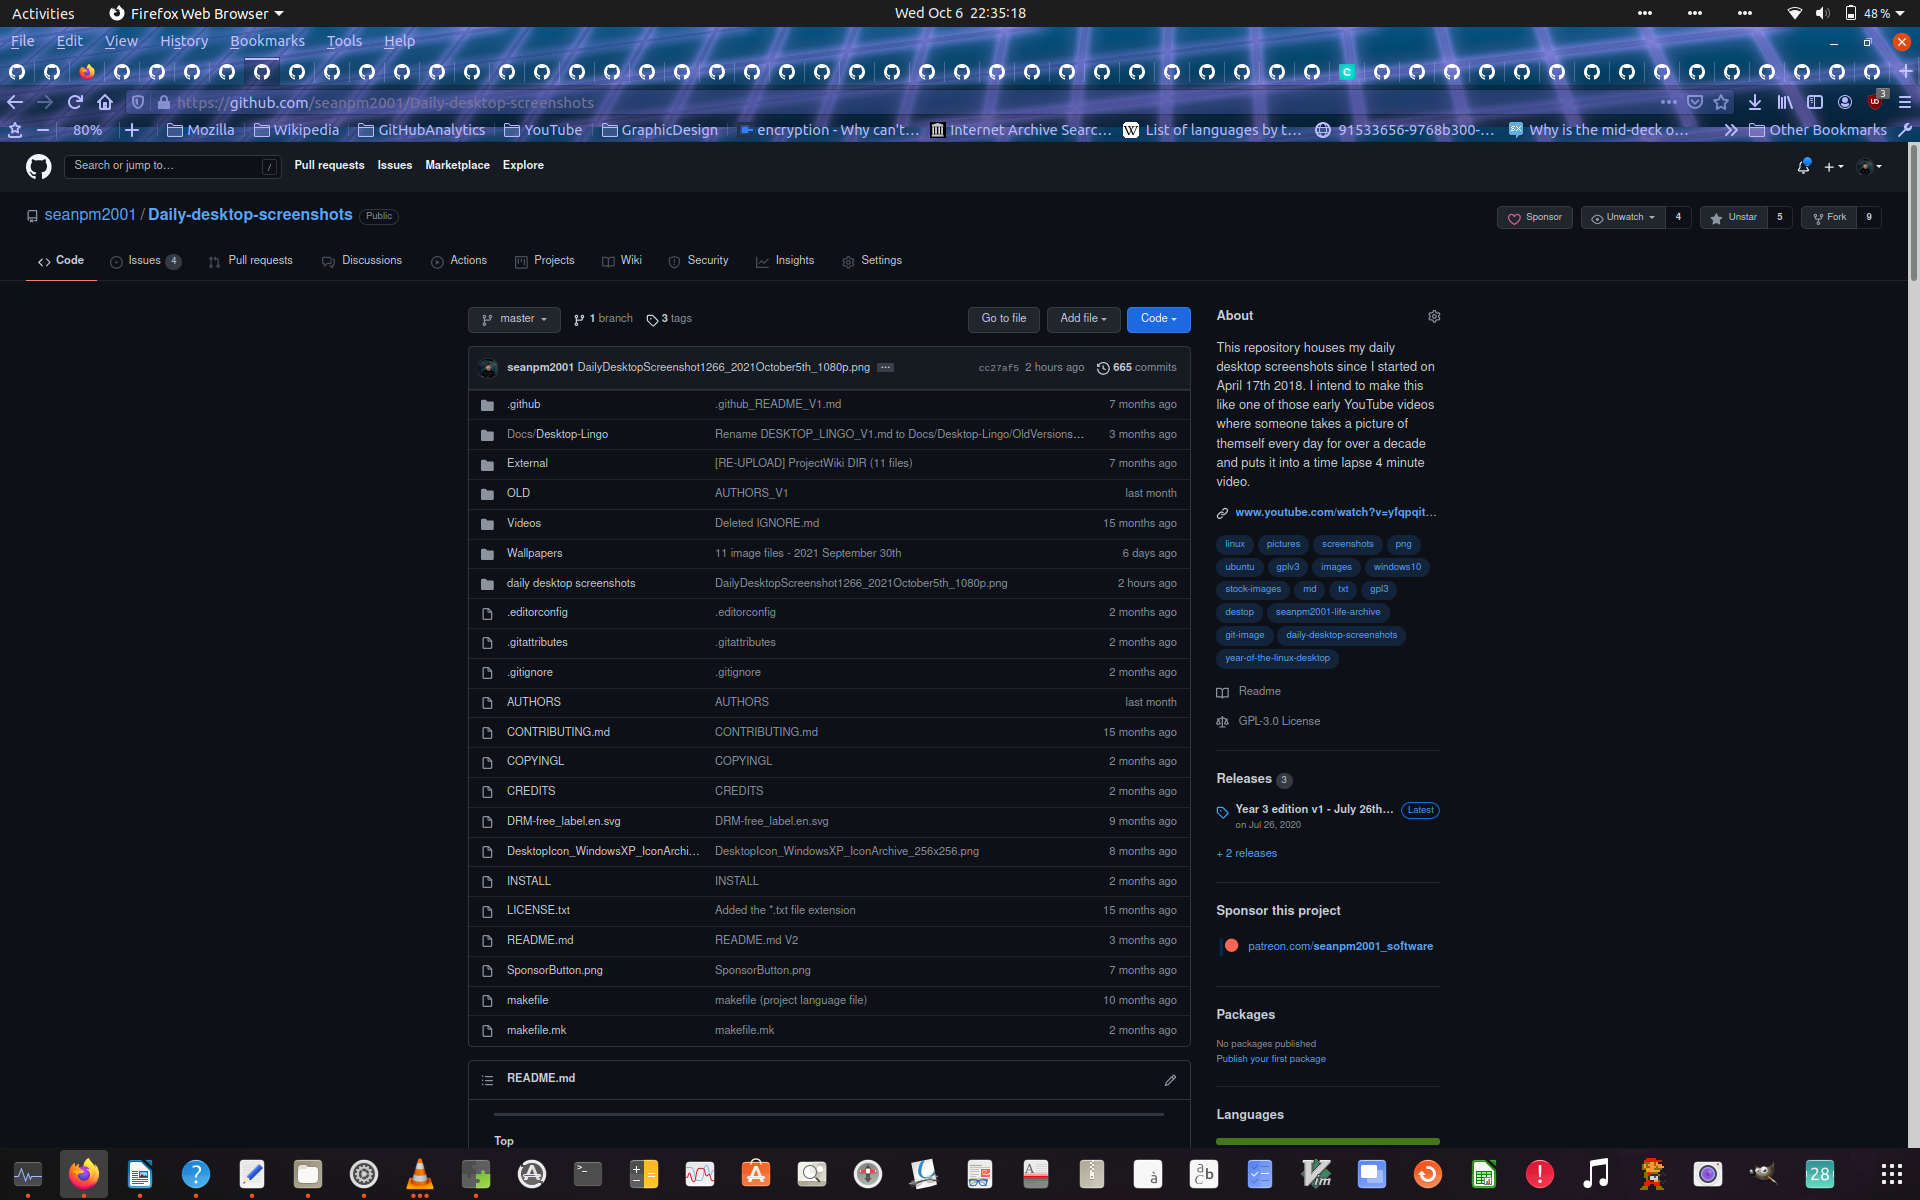 Activities
Firefox Web Browser
Wed Oct 6 22:35:18
48 %
File Edit View History Bookmarks Tools Help
https://github.com/seanpm2001/Daily-desktop-screenshots
3
80%
Mozilla
Wikipedia
GitHubAnalytics
YouTube
GraphicDesign
encryption - Why can't…
Internet Archive Searc…
List of languages by t…
91533656-9768b300-…
Why is the mid-deck o…
Other Bookmarks
Search or jump to…
/
Pull requests Issues Marketplace Explore
seanpm2001 / Daily-desktop-screenshots Public
Sponsor
Unwatch 4
Unstar 5
Fork 9
Code
Issues 4
Pull requests
Discussions
Actions
Projects
Wiki
Security
Insights
Settings
master
1 branch
3 tags
Go to file
Add file
Code
seanpm2001 DailyDesktopScreenshot1266_2021October5th_1080p.png … cc27af5 2 hours ago 665 commits
.github .github_README_V1.md 7 months ago
Docs/Desktop-Lingo Rename DESKTOP_LINGO_V1.md to Docs/Desktop-Lingo/OldVersions… 3 months ago
External [RE-UPLOAD] ProjectWiki DIR (11 files) 7 months ago
OLD AUTHORS_V1 last month
Videos Deleted IGNORE.md 15 months ago
Wallpapers 11 image files - 2021 September 30th 6 days ago
daily desktop screenshots DailyDesktopScreenshot1266_2021October5th_1080p.png 2 hours ago
.editorconfig .editorconfig 2 months ago
.gitattributes .gitattributes 2 months ago
.gitignore .gitignore 2 months ago
AUTHORS AUTHORS last month
CONTRIBUTING.md CONTRIBUTING.md 15 months ago
COPYINGL COPYINGL 2 months ago
CREDITS CREDITS 2 months ago
DRM-free_label.en.svg DRM-free_label.en.svg 9 months ago
DesktopIcon_WindowsXP_IconArchi… DesktopIcon_WindowsXP_IconArchive_256x256.png 8 months ago
INSTALL INSTALL 2 months ago
LICENSE.txt Added the *.txt file extension 15 months ago
README.md README.md V2 3 months ago
SponsorButton.png SponsorButton.png 7 months ago
makefile makefile (project language file) 10 months ago
makefile.mk makefile.mk 2 months ago
README.md
Top
About
This repository houses my daily
desktop screenshots since I started on
April 17th 2018. I intend to make this
like one of those early YouTube videos
where someone takes a picture of
themself every day for over a decade
and puts it into a time lapse 4 minute
video.
www.youtube.com/watch?v=yfqpqit…
linux pictures screenshots png
ubuntu gplv3 images windows10
stock-images md txt gpl3
destop seanpm2001-life-archive
git-image daily-desktop-screenshots
year-of-the-linux-desktop
Readme
GPL-3.0 License
Releases 3
Year 3 edition v1 - July 26th… Latest
on Jul 26, 2020
+ 2 releases
Sponsor this project
patreon.com/seanpm2001_software
Packages
No packages published
Publish your first package
Languages
28